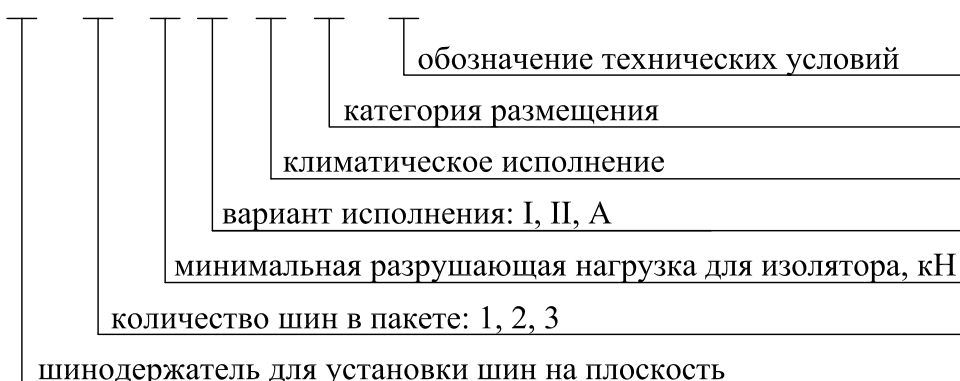 обозначение технических условий
категория размещения
климатическое исполнение
вариант исполнения: I, II, А
минимальная разрушающая нагрузка для изолятора, кН
количество шин в пакете: 1, 2, 3
шинодержатель для установки шин на плоскость